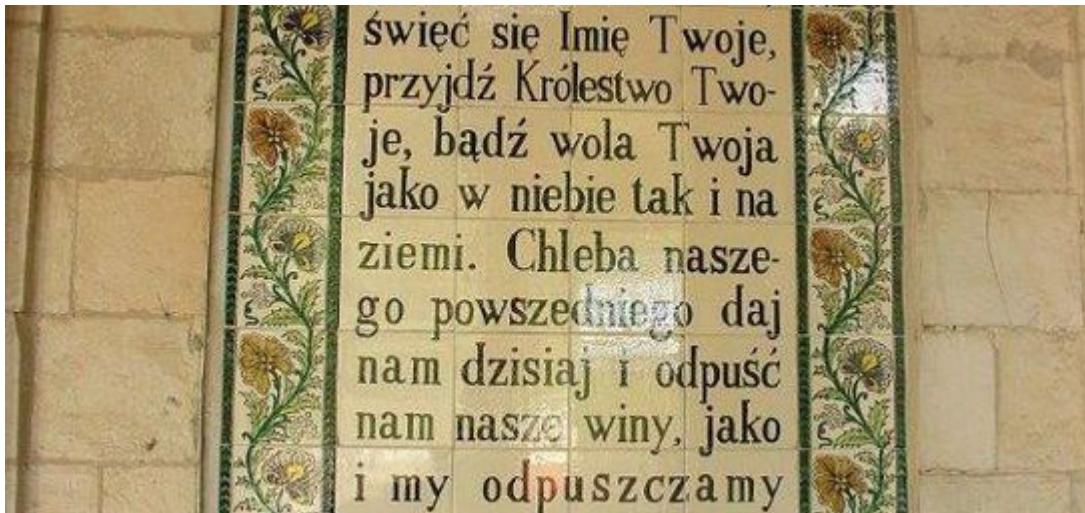 święć się Imię Twoje,
przyjdź Królestwo Two-
je, bądź wola Twoja
jako w niebie tak i na
ziemi. Chleba nasze-
go powszedniego daj
nam dzisiaj i odpuść
nam nasze winy, jako
i my odpuszczamy